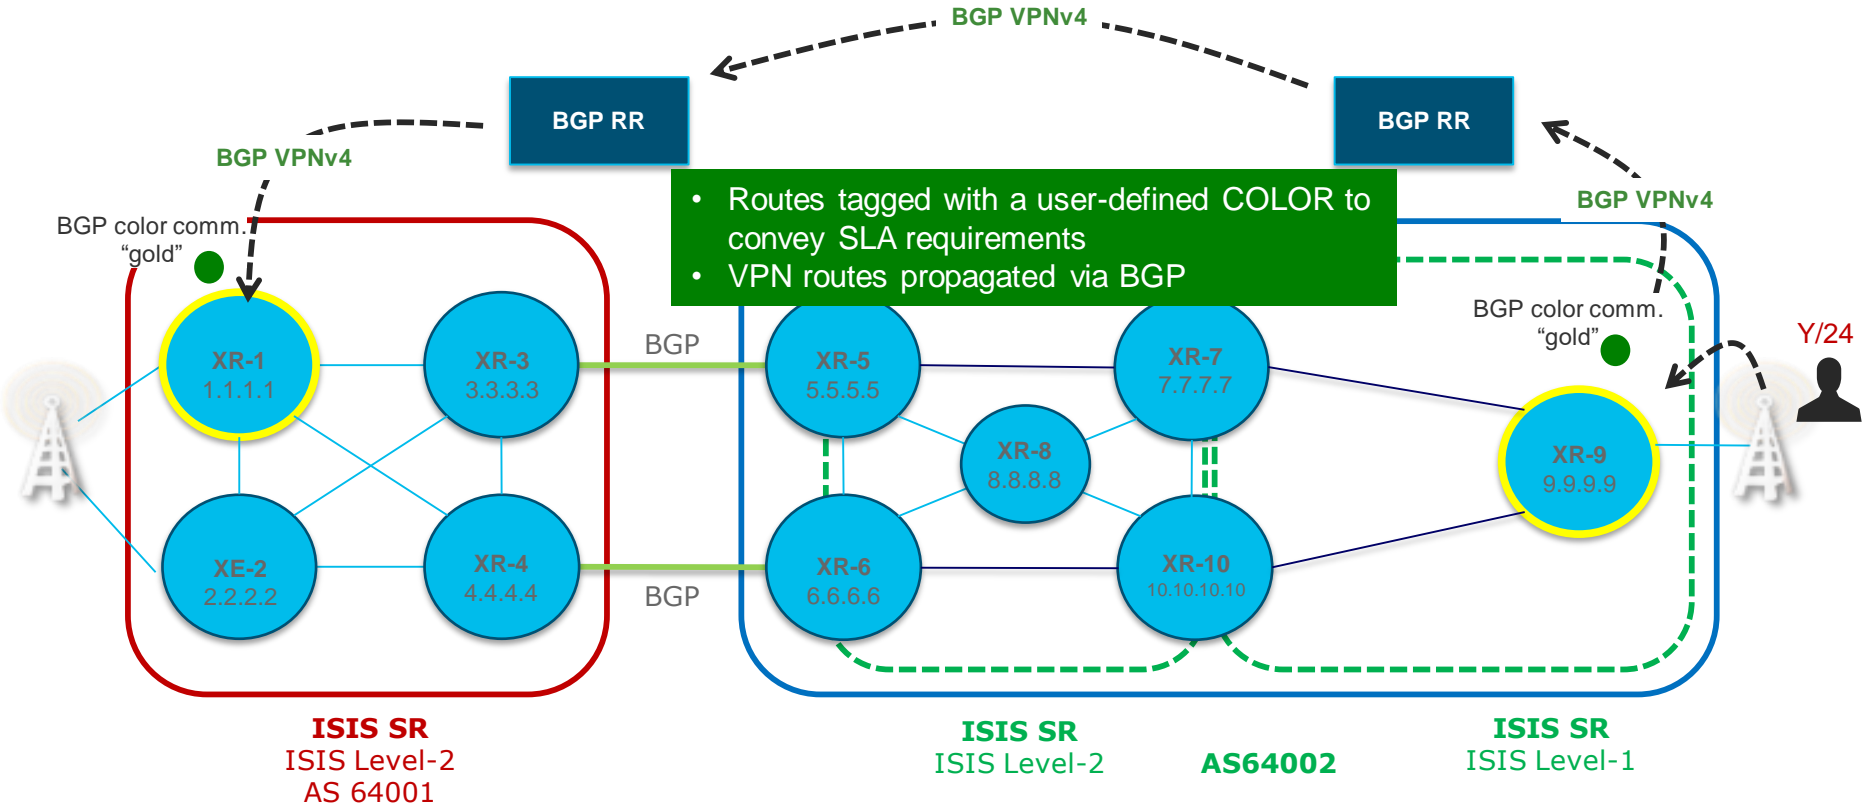 BGP VPNv4
BGP RR
BGP RR
BGP VPNv4
• Routes tagged with a user-defined COLOR to
convey SLA requirements
• VPN routes propagated via BGP
BGP VPNv4
BGP color comm.
“gold”
BGP color comm.
“gold”
Y/24
XR-1
1.1.1.1
XR-3
3.3.3.3
BGP
XR-5
5.5.5.5
XR-7
7.7.7.7
XR-8
8.8.8.8
XR-9
9.9.9.9
XE-2
2.2.2.2
XR-4
4.4.4.4
BGP
XR-6
6.6.6.6
XR-10
10.10.10.10
ISIS SR
ISIS Level-2
AS 64001
ISIS SR
ISIS Level-2
AS64002
ISIS SR
ISIS Level-1